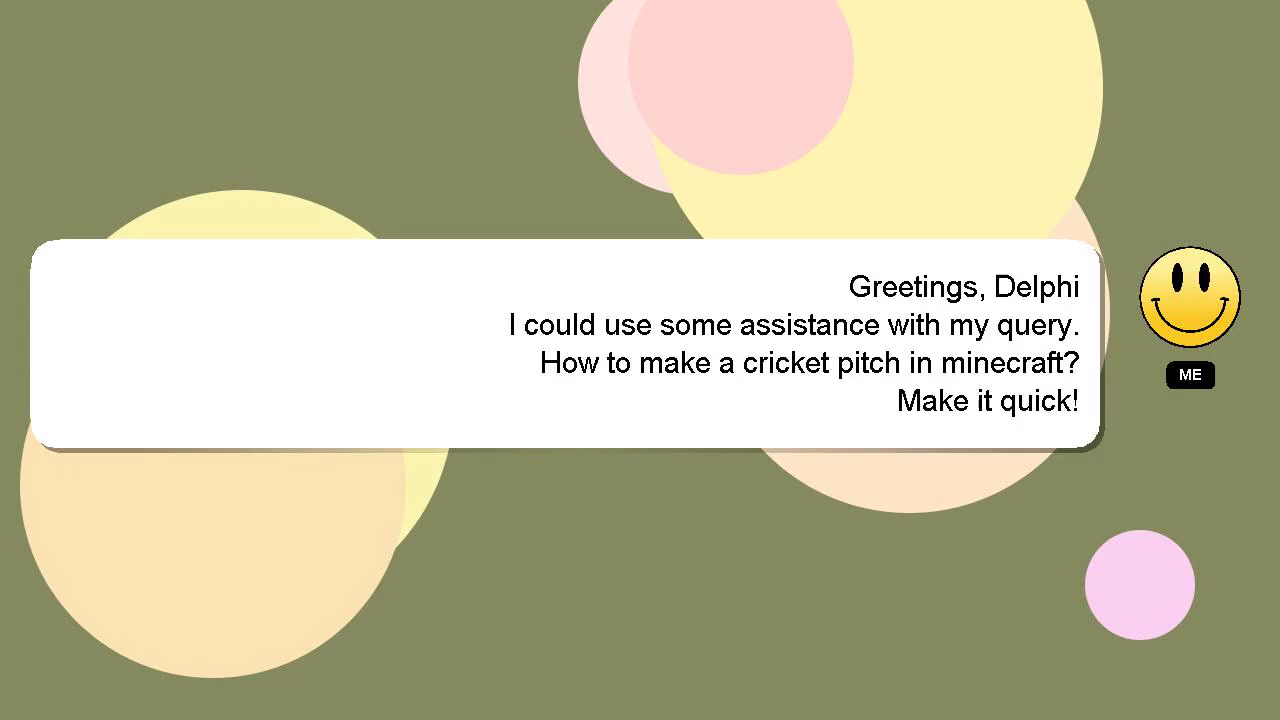 Greetings, Delphi
I could use some assistance with my query.
How to make a cricket pitch in minecraft?
Make it quick!
ME